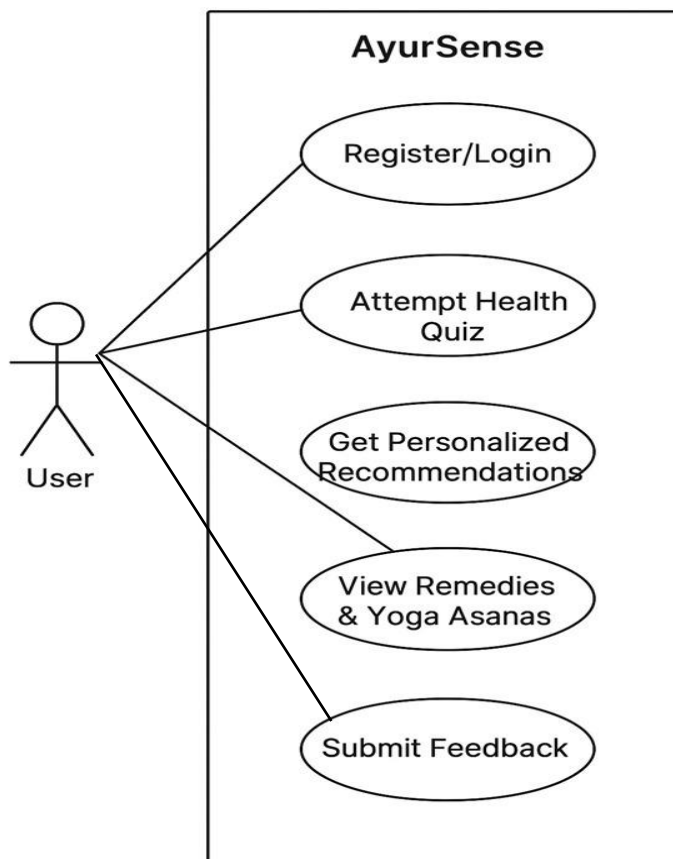 AyurSense
Register/Login
Attempt Health
Quiz
Get Personalized
Recommendations
User
View Remedies
& Yoga Asanas
Submit Feedback